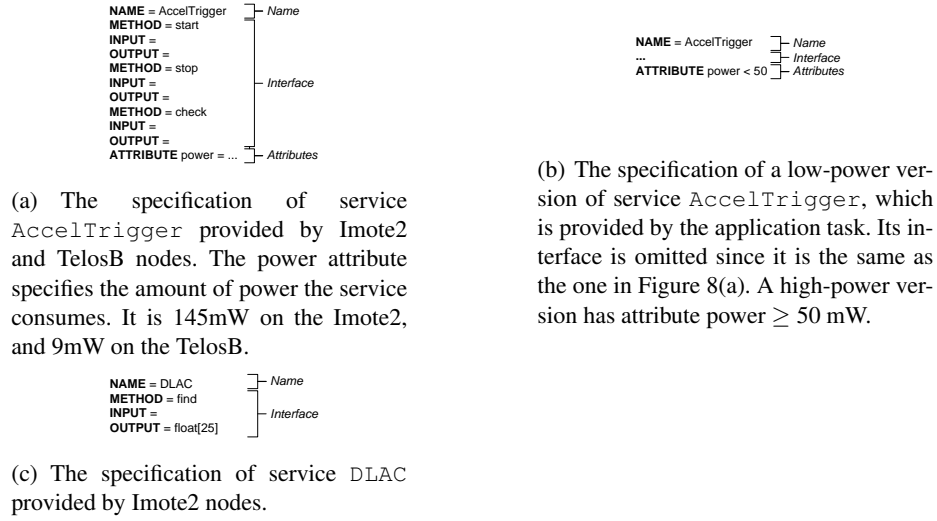 NAME = AccelTrigger Name
METHOD = start
INPUT =
OUTPUT =
METHOD = stop
INPUT = Interface
OUTPUT =
METHOD = check
INPUT =
OUTPUT =
ATTRIBUTE power = ... Attributes
(a) The specification of service
AccelTrigger provided by Imote2
and TelosB nodes. The power attribute
specifies the amount of power the service
consumes. It is 145mW on the Imote2,
and 9mW on the TelosB.
NAME = DLAC Name
METHOD = find
INPUT = Interface
OUTPUT = float[25]
(c) The specification of service DLAC
provided by Imote2 nodes.
NAME = AccelTrigger Name
... Interface
ATTRIBUTE power < 50 Attributes
(b) The specification of a low-power ver-
sion of service AccelTrigger, which
is provided by the application task. Its in-
terface is omitted since it is the same as
the one in Figure 8(a). A high-power ver-
sion has attribute power ≥ 50 mW.